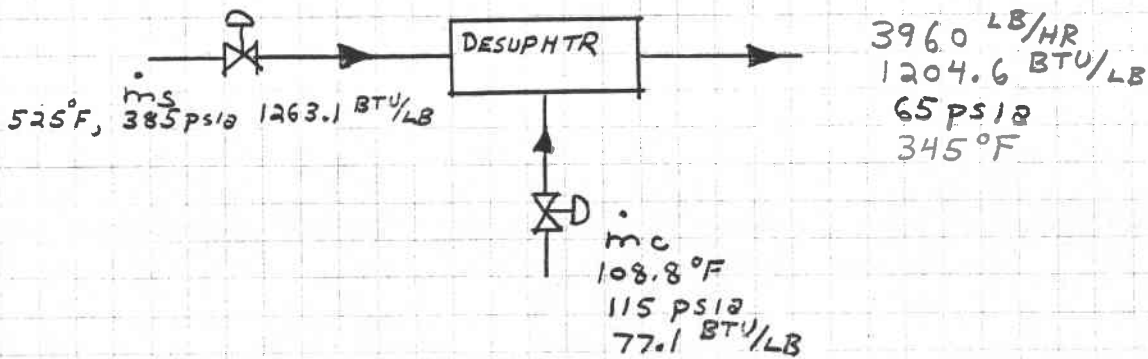 DESUPHTR
3960 LB/HR
1204.6 BTU/LB
65 psia
345°F
ṁs
525°F, 385 psia 1263.1 BTU/LB
ṁc
108.8°F
115 psia
77.1 BTU/LB